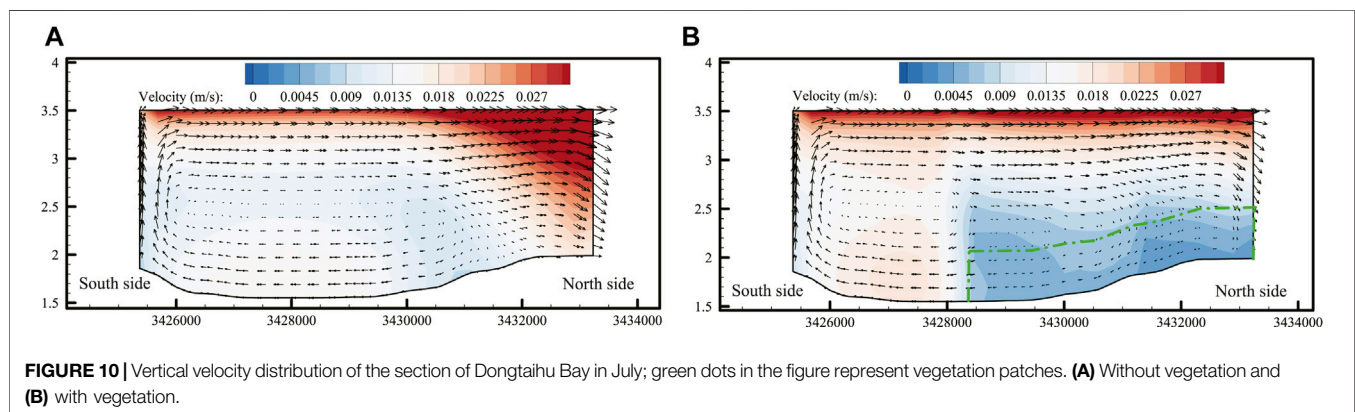 A
B
4
3.5
3
2.5
2
1.5
Velocity (m/s): 0 0.0045 0.009 0.0135 0.018 0.0225 0.027
South side
North side
3426000 3428000 3430000 3432000 3434000
4
3.5
3
2.5
2
1.5
Velocity (m/s): 0 0.0045 0.009 0.0135 0.018 0.0225 0.027
South side
North side
3426000 3428000 3430000 3432000 3434000
FIGURE 10 | Vertical velocity distribution of the section of Dongtaihu Bay in July; green dots in the figure represent vegetation patches. (A) Without vegetation and
(B) with vegetation.